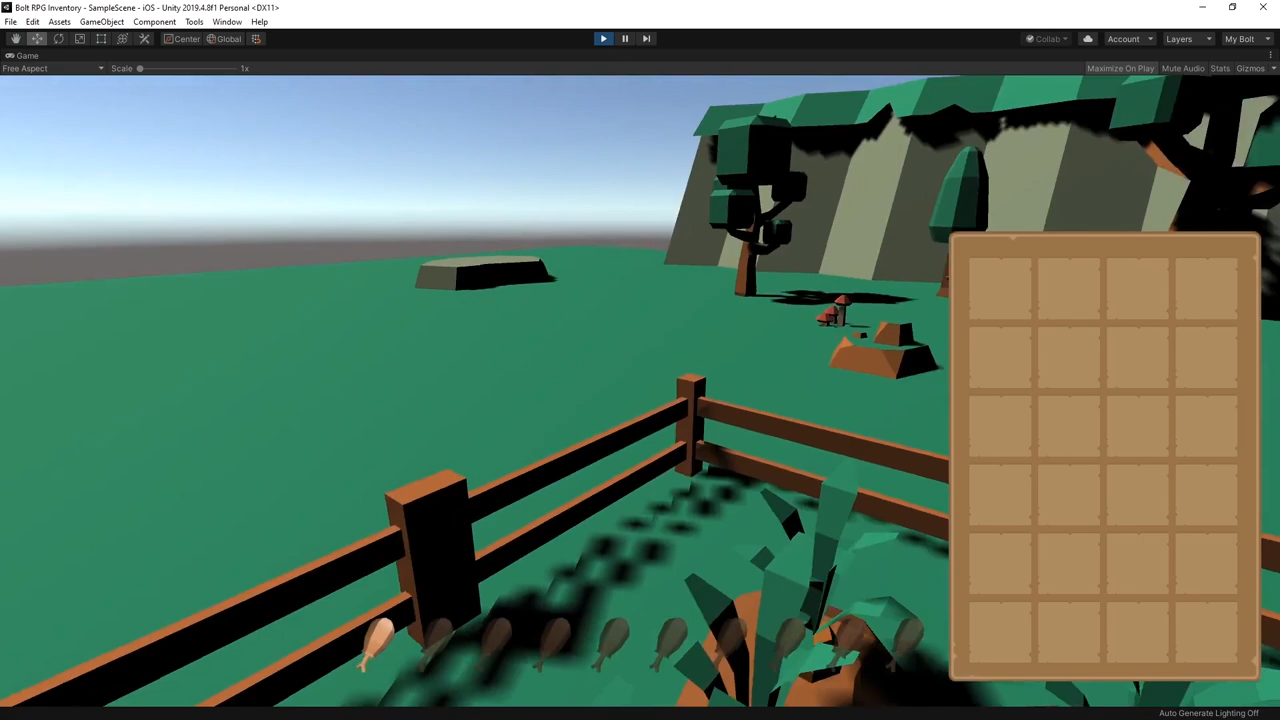 Bolt RPG Inventory - SampleScene - iOS - Unity 2019.4.8f1 Personal <DX11>
File Edit Assets GameObject Component Tools Window Help
Center Global Collab Account Layers My Bolt
Game
Free Aspect Scale 1x Maximize On Play Mute Audio Stats Gizmos
Auto Generate Lighting Off